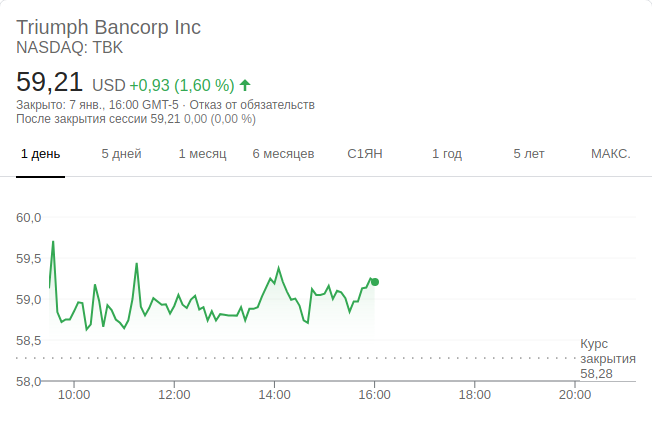 Triumph Bancorp Inc
NASDAQ: TBK
59,21 USD +0,93 (1,60 %)
Закрыто: 7 янв., 16:00 GMT-5 · Отказ от обязательств
После закрытия сессии 59,21 0,00 (0,00 %)
1 день 5 дней 1 месяц 6 месяцев С1ЯН 1 год 5 лет МАКС.
60,0
59,5
59,0
58,5
Курс
закрытия
58,28
58,0
10:00 12:00 14:00 16:00 18:00 20:00